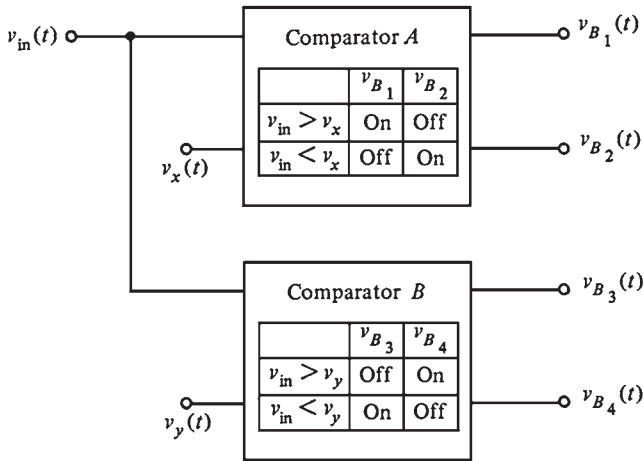 v_in(t)
Comparator A
v_B1 v_B2
v_in > v_x On Off
v_in < v_x Off On
v_x(t)
v_B1(t)
v_B2(t)
Comparator B
v_B3 v_B4
v_in > v_y Off On
v_in < v_y On Off
v_y(t)
v_B3(t)
v_B4(t)